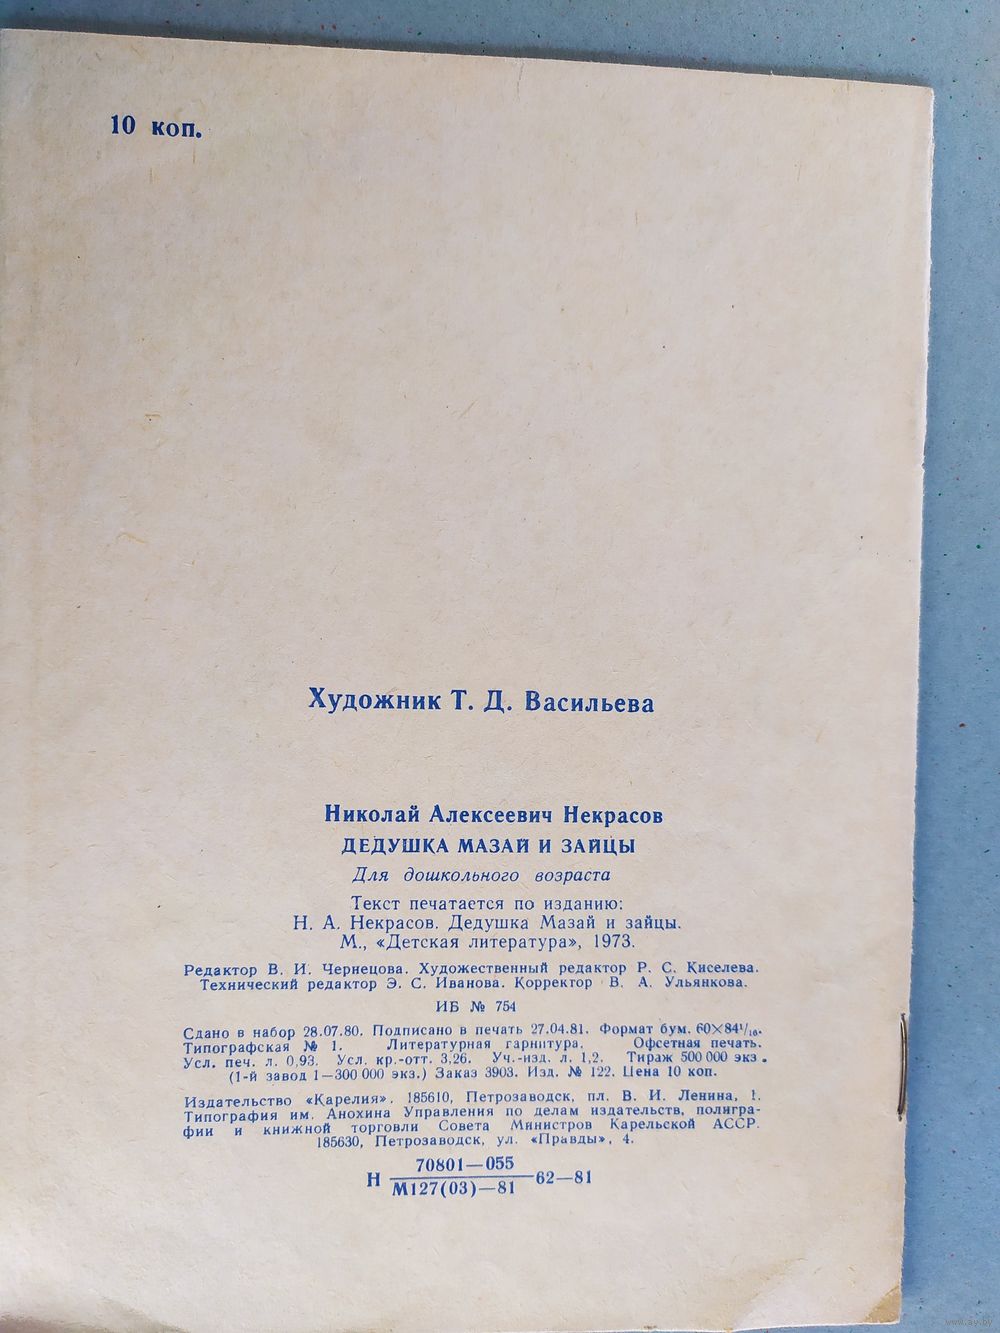 10 коп.
Художник Т. Д. Васильева
Николай Алексеевич Некрасов
ДЕДУШКА МАЗАЙ И ЗАЙЦЫ
Для дошкольного возраста
Текст печатается по изданию:
Н. А. Некрасов. Дедушка Мазай и зайцы.
М., «Детская литература», 1973.
Редактор В. И. Чернецова. Художественный редактор Р. С. Киселева.
Технический редактор Э. С. Иванова. Корректор В. А. Ульянкова.
ИБ № 754
Сдано в набор 28.07.80. Подписано в печать 27.04.81. Формат бум. 60×84¹/₁₆.
Типографская № 1. Литературная гарнитура. Офсетная печать.
Усл. печ. л. 0,93. Усл. кр.-отт. 3,26. Уч.-изд. л. 1,2. Тираж 500 000 экз.
(1-й завод 1—300 000 экз.) Заказ 3903. Изд. № 122. Цена 10 коп.
Издательство «Карелия». 185610, Петрозаводск, пл. В. И. Ленина, 1.
Типография им. Анохина Управления по делам издательств, полигра-
фии и книжной торговли Совета Министров Карельской АССР.
185630, Петрозаводск, ул. «Правды», 4.
70801—055
Н 62—81
М127(03)—81
www.ay.by